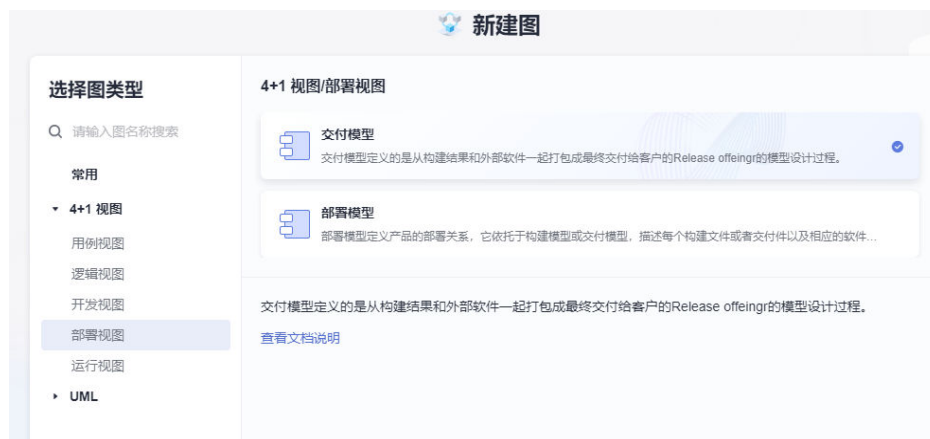 新建图
选择图类型
请输入图名称搜索
常用
4+1 视图
用例视图
逻辑视图
开发视图
部署视图
运行视图
UML
4+1 视图/部署视图
交付模型
交付模型定义的是从构建结果和外部软件一起打包成最终交付给客户的Release offeingr的模型设计过程。
部署模型
部署模型定义产品的部署关系，它依托于构建模型或交付模型，描述每个构建文件或者交付件以及相应的软件...
交付模型定义的是从构建结果和外部软件一起打包成最终交付给客户的Release offeingr的模型设计过程。
查看文档说明